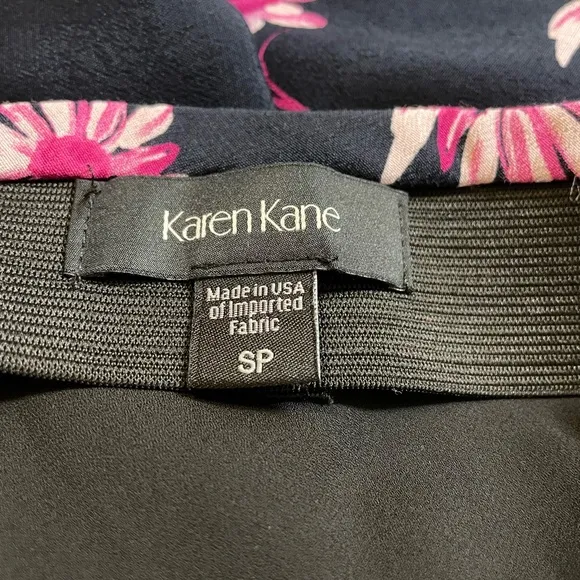 Karen Kane
Made in USA
of Imported
Fabric
SP